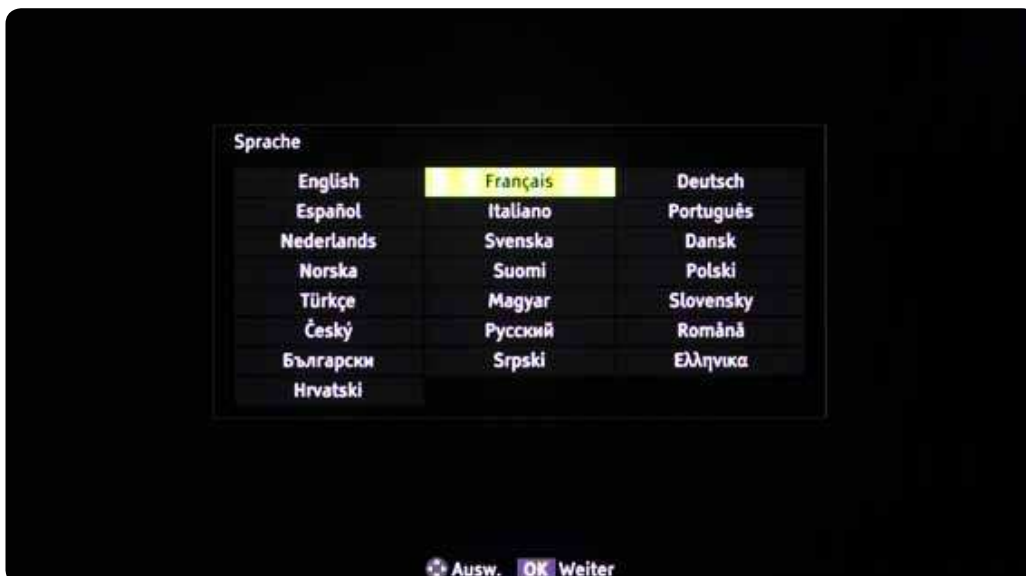 Sprache
English Français Deutsch
Español Italiano Português
Nederlands Svenska Dansk
Norska Suomi Polski
Türkçe Magyar Slovensky
Český Русский Română
Български Srpski Ελληνικα
Hrvatski
Ausw. OK Weiter